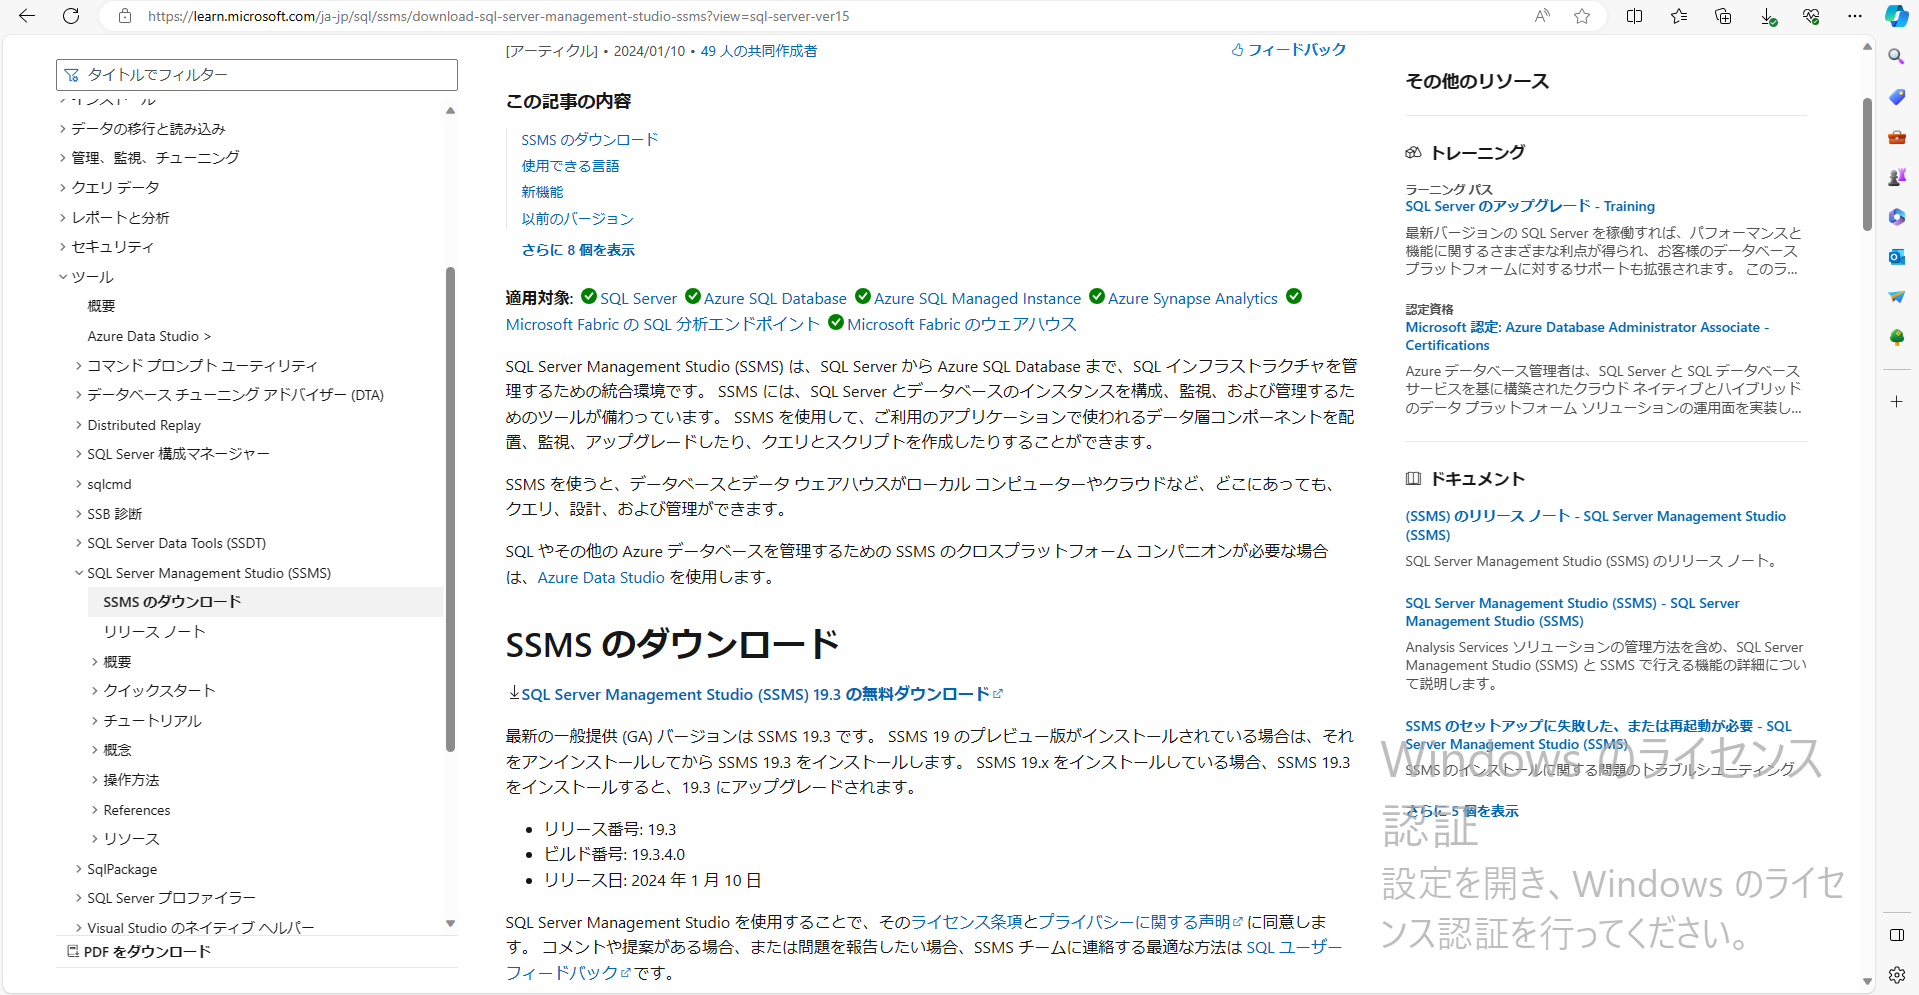 https://learn.microsoft.com/ja-jp/sql/ssms/download-sql-server-management-studio-ssms?view=sql-server-ver15
タイトルでフィルター
インストール
データの移行と読み込み
管理、監視、チューニング
クエリ データ
レポートと分析
セキュリティ
ツール
概要
Azure Data Studio >
コマンド プロンプト ユーティリティ
データベース チューニング アドバイザー (DTA)
Distributed Replay
SQL Server 構成マネージャー
sqlcmd
SSB 診断
SQL Server Data Tools (SSDT)
SQL Server Management Studio (SSMS)
SSMS のダウンロード
リリース ノート
概要
クイックスタート
チュートリアル
概念
操作方法
References
リソース
SqlPackage
SQL Server プロファイラー
Visual Studio のネイティブ ヘルパー
PDF をダウンロード
[アーティクル] • 2024/01/10 • 49 人の共同作成者
フィードバック
この記事の内容
SSMS のダウンロード
使用できる言語
新機能
以前のバージョン
さらに 8 個を表示
適用対象: SQL Server Azure SQL Database Azure SQL Managed Instance Azure Synapse Analytics
Microsoft Fabric の SQL 分析エンドポイント Microsoft Fabric のウェアハウス
SQL Server Management Studio (SSMS) は、SQL Server から Azure SQL Database まで、SQL インフラストラクチャを管
理するための統合環境です。 SSMS には、SQL Server とデータベースのインスタンスを構成、監視、および管理するた
めのツールが備わっています。 SSMS を使用して、ご利用のアプリケーションで使われるデータ層コンポーネントを配
置、監視、アップグレードしたり、クエリとスクリプトを作成したりすることができます。
SSMS を使うと、データベースとデータ ウェアハウスがローカル コンピューターやクラウドなど、どこにあっても、
クエリ、設計、および管理ができます。
SQL やその他の Azure データベースを管理するための SSMS のクロスプラットフォーム コンパニオンが必要な場合
は、Azure Data Studio を使用します。
SSMS のダウンロード
SQL Server Management Studio (SSMS) 19.3 の無料ダウンロード
最新の一般提供 (GA) バージョンは SSMS 19.3 です。 SSMS 19 のプレビュー版がインストールされている場合は、それ
をアンインストールしてから SSMS 19.3 をインストールします。 SSMS 19.x をインストールしている場合、SSMS 19.3
をインストールすると、19.3 にアップグレードされます。
• リリース番号: 19.3
• ビルド番号: 19.3.4.0
• リリース日: 2024 年 1 月 10 日
SQL Server Management Studio を使用することで、そのライセンス条項とプライバシーに関する声明 に同意しま
す。 コメントや提案がある場合、または問題を報告したい場合、SSMS チームに連絡する最適な方法は SQL ユーザー
フィードバック です。
その他のリソース
トレーニング
ラーニング パス
SQL Server のアップグレード - Training
最新バージョンの SQL Server を稼働すれば、パフォーマンスと
機能に関するさまざまな利点が得られ、お客様のデータベース
プラットフォームに対するサポートも拡張されます。 このラ...
認定資格
Microsoft 認定: Azure Database Administrator Associate -
Certifications
Azure データベース管理者は、SQL Server と SQL データベース
サービスを基に構築されたクラウド ネイティブとハイブリッド
のデータ プラットフォーム ソリューションの運用面を実装し...
ドキュメント
(SSMS) のリリース ノート - SQL Server Management Studio
(SSMS)
SQL Server Management Studio (SSMS) のリリース ノート。
SQL Server Management Studio (SSMS) - SQL Server
Management Studio (SSMS)
Analysis Services ソリューションの管理方法を含め、SQL Server
Management Studio (SSMS) と SSMS で行える機能の詳細につい
て説明します。
SSMS のセットアップに失敗した、または再起動が必要 - SQL
Server Management Studio (SSMS)
SSMS のインストールに関する問題のトラブルシューティング
さらに 5 個を表示
Windows のライセンス
認証
設定を開き、Windows のライセ
ンス認証を行ってください。